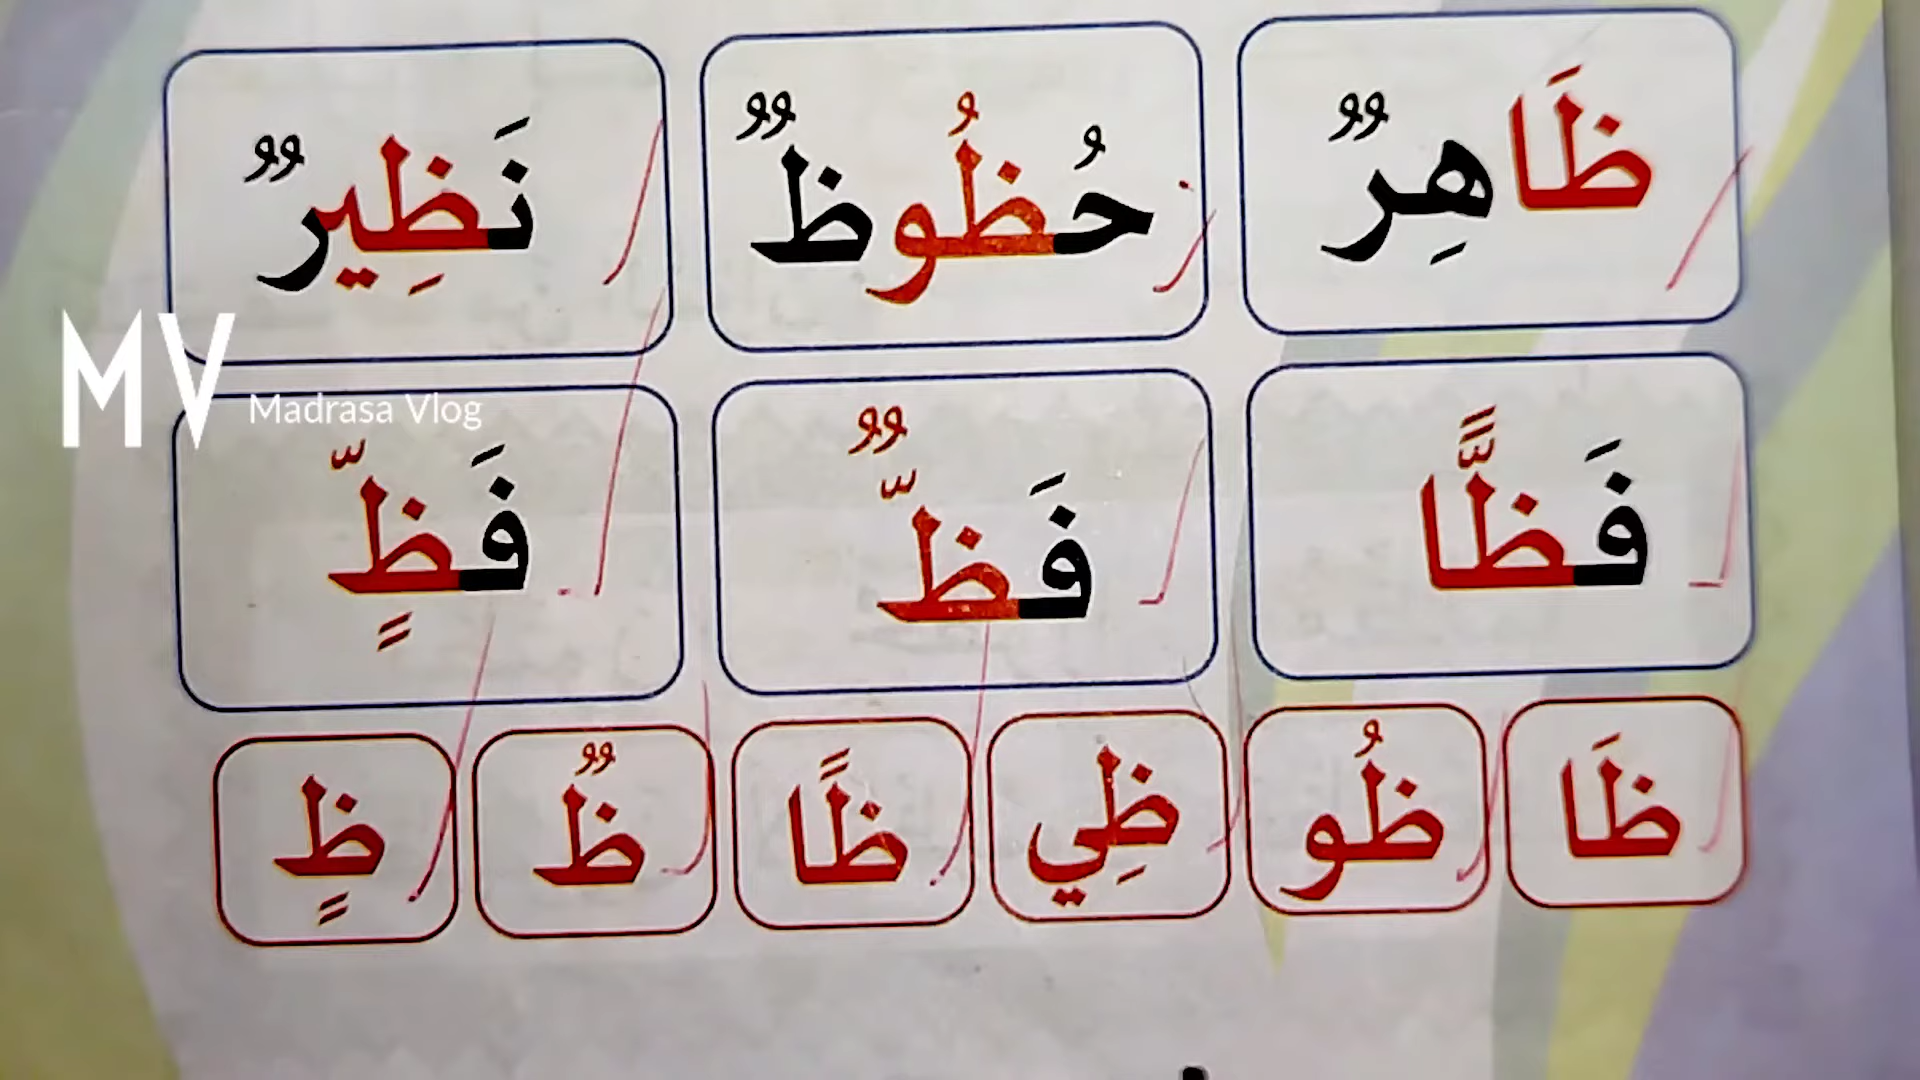 ظَاهِرٌ حُظُوظٌ نَظِيرٌ
MV Madrasa Vlog
فَظًّا فَظٌّ فَظٍّ
ظَا ظُو ظِي ظًا ظٌ ظٍ